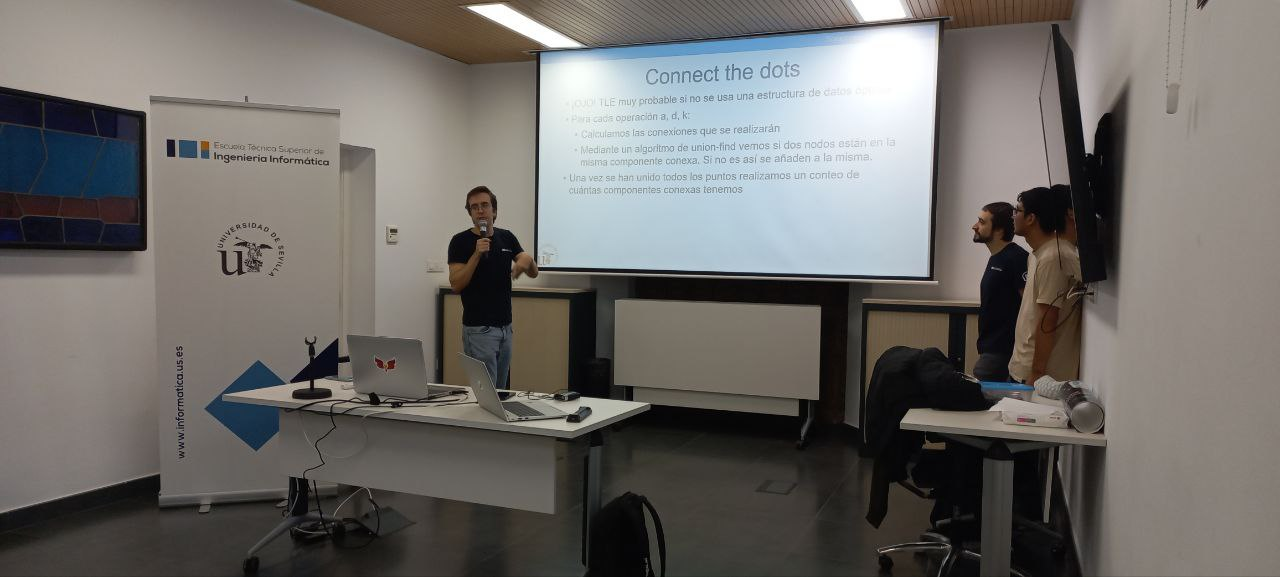 Escuela Técnica Superior de
Ingeniería Informática
UNIVERSIDAD DE SEVILLA
www.informatica.us.es
Connect the dots
• ¡OJO! TLE muy probable si no se usa una estructura de datos
• Para cada operación a, d, k:
• Calculamos las conexiones que se realizarán
• Mediante un algoritmo de union-find vemos si dos nodos están en la
misma componente conexa. Si no es así se añaden a la misma.
• Una vez se han unido todos los puntos realizamos un conteo de
cuántas componentes conexas tenemos